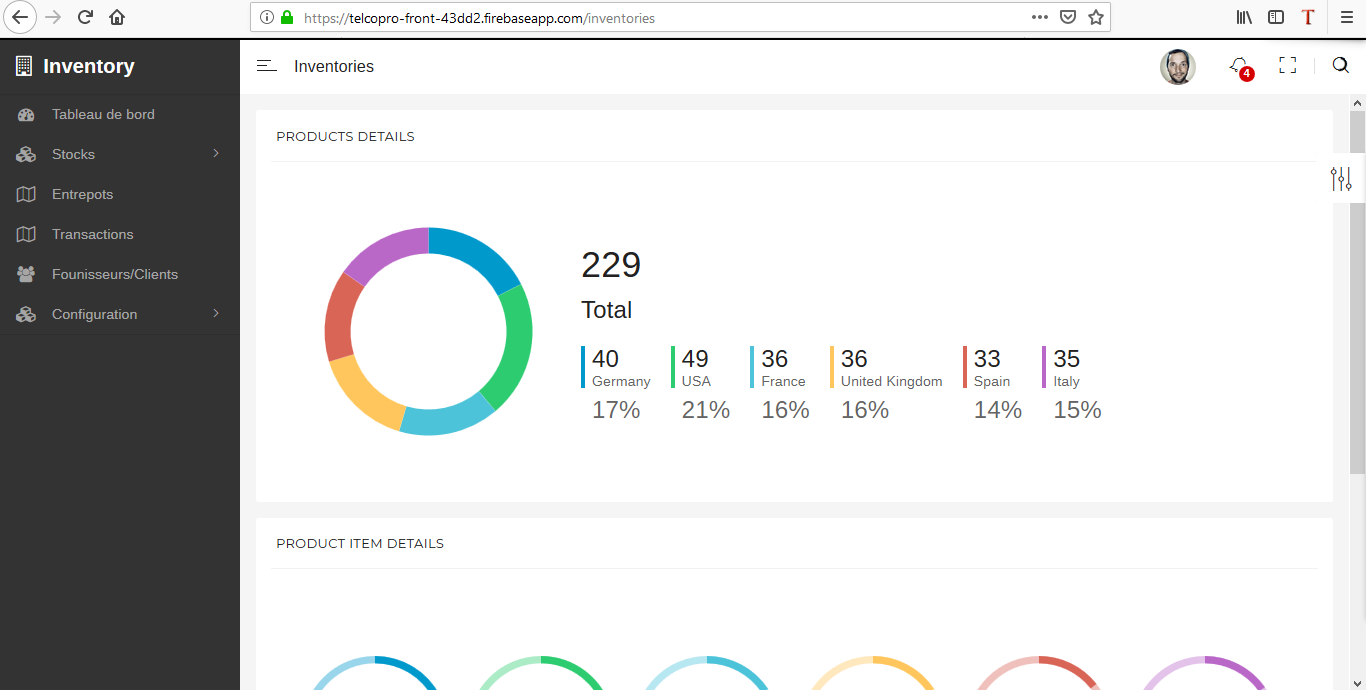 https://telcopro-front-43dd2.firebaseapp.com/inventories
T
Inventory
Inventories
4
Tableau de bord
Stocks
Entrepots
Transactions
Founisseurs/Clients
Configuration
PRODUCTS DETAILS
229
Total
40 49 36 36 33 35
Germany USA France United Kingdom Spain Italy
17% 21% 16% 16% 14% 15%
PRODUCT ITEM DETAILS